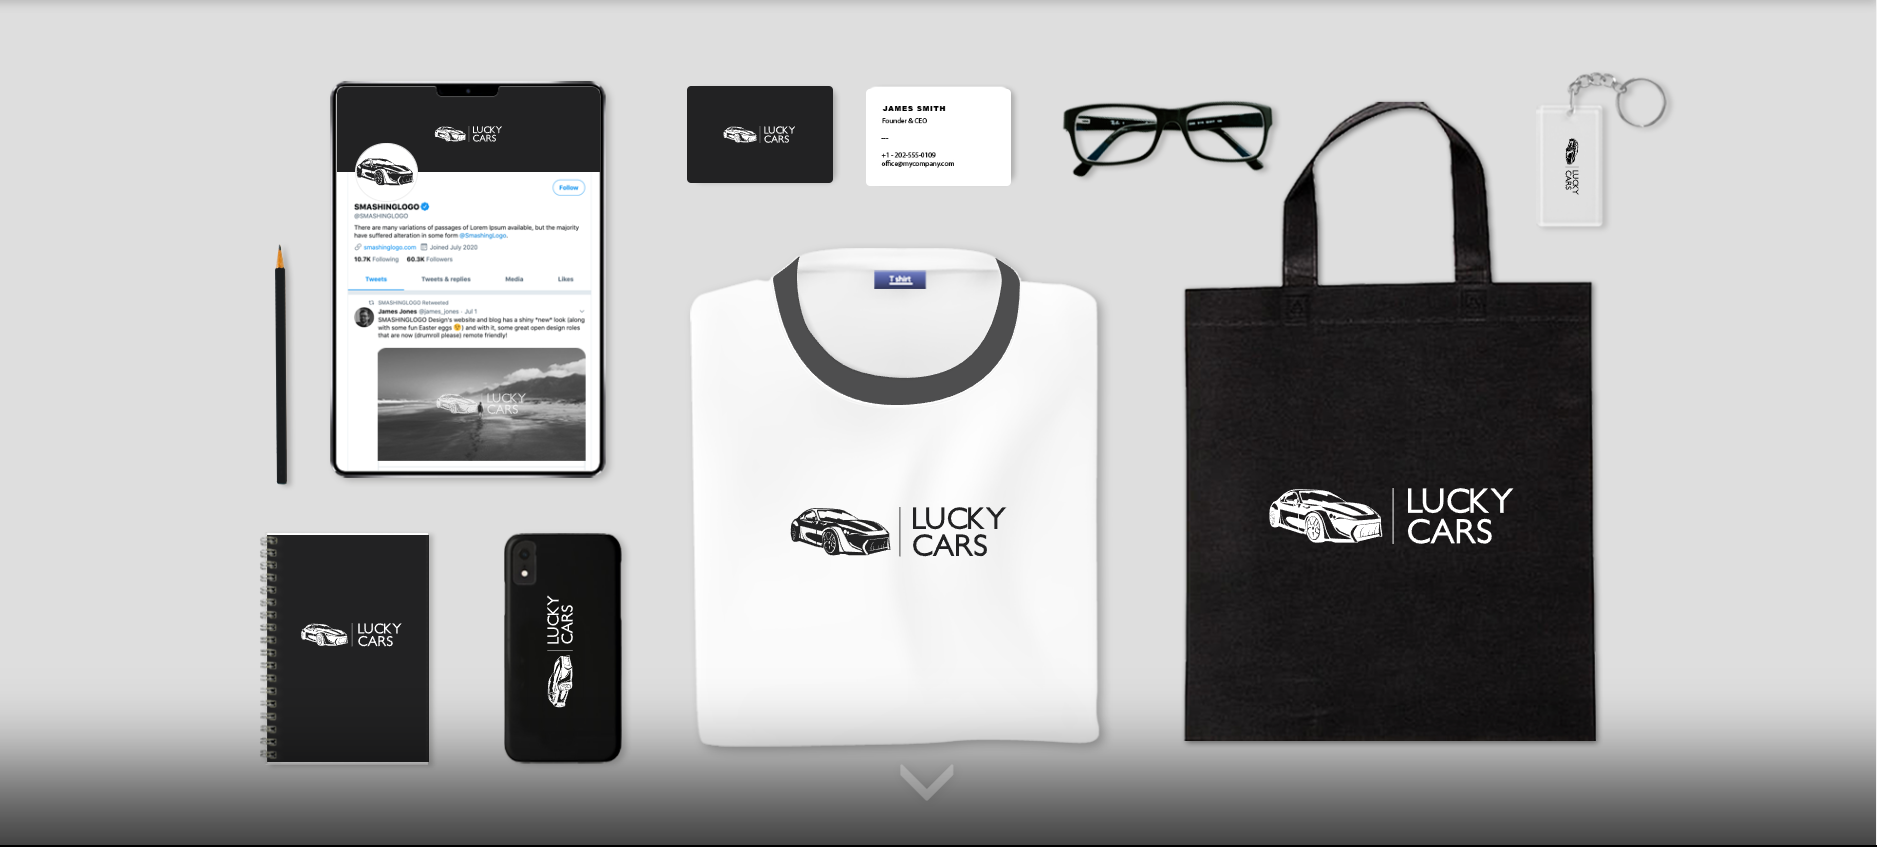 LUCKY
CARS
Follow
SMASHINGLOGO
@SMASHINGLOGO
There are many variations of passages of Lorem Ipsum available, but the majority
have suffered alteration in some form @SmashingLogo.
smashinglogo.com Joined July 2020
10.7K Following 60.3K Followers
Tweets Tweets & replies Media Likes
SMASHINGLOGO Retweeted
James Jones @james_jones · Jul 1
SMASHINGLOGO Design's website and blog has a shiny *new* look (along
with some fun Easter eggs 😉) and with it, some great open design roles
that are now (drumroll please) remote friendly!
LUCKY
CARS
LUCKY
CARS
JAMES SMITH
Founder & CEO
---
+1 - 202-555-0109
office@mycompany.com
LUCKY
CARS
T shirt
LUCKY
CARS
LUCKY
CARS
LUCKY
CARS
LUCKY
CARS